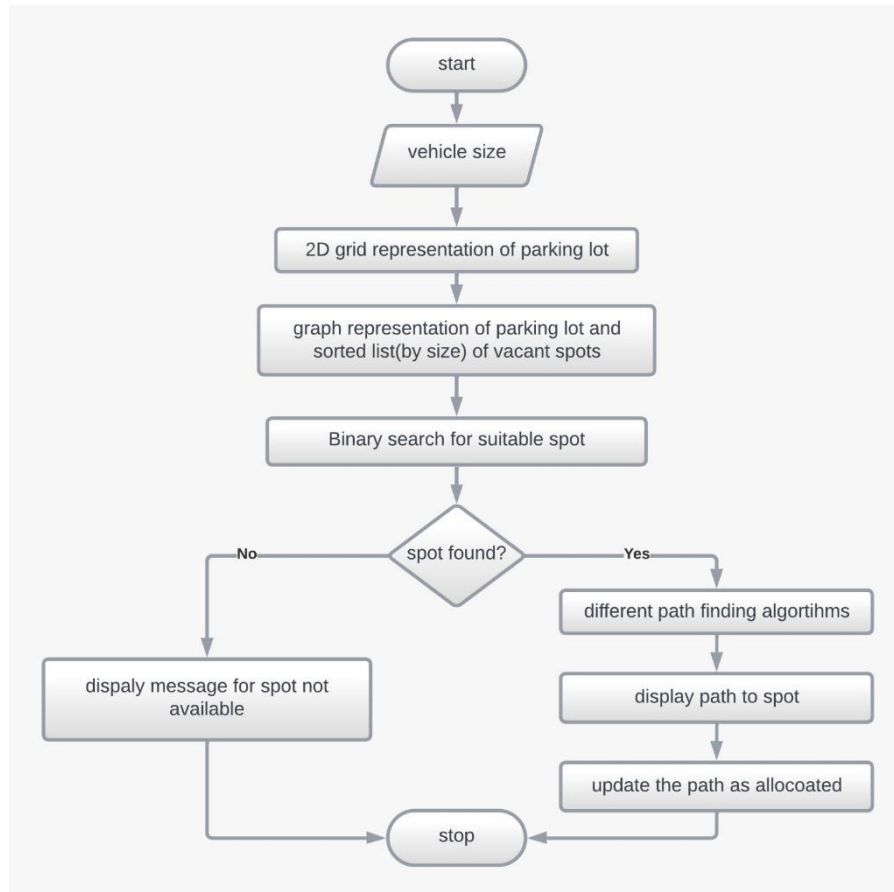 start
vehicle size
2D grid representation of parking lot
graph representation of parking lot and
sorted list(by size) of vacant spots
Binary search for suitable spot
spot found?
No
Yes
different path finding algortihms
dispaly message for spot not
available
display path to spot
update the path as allocoated
stop